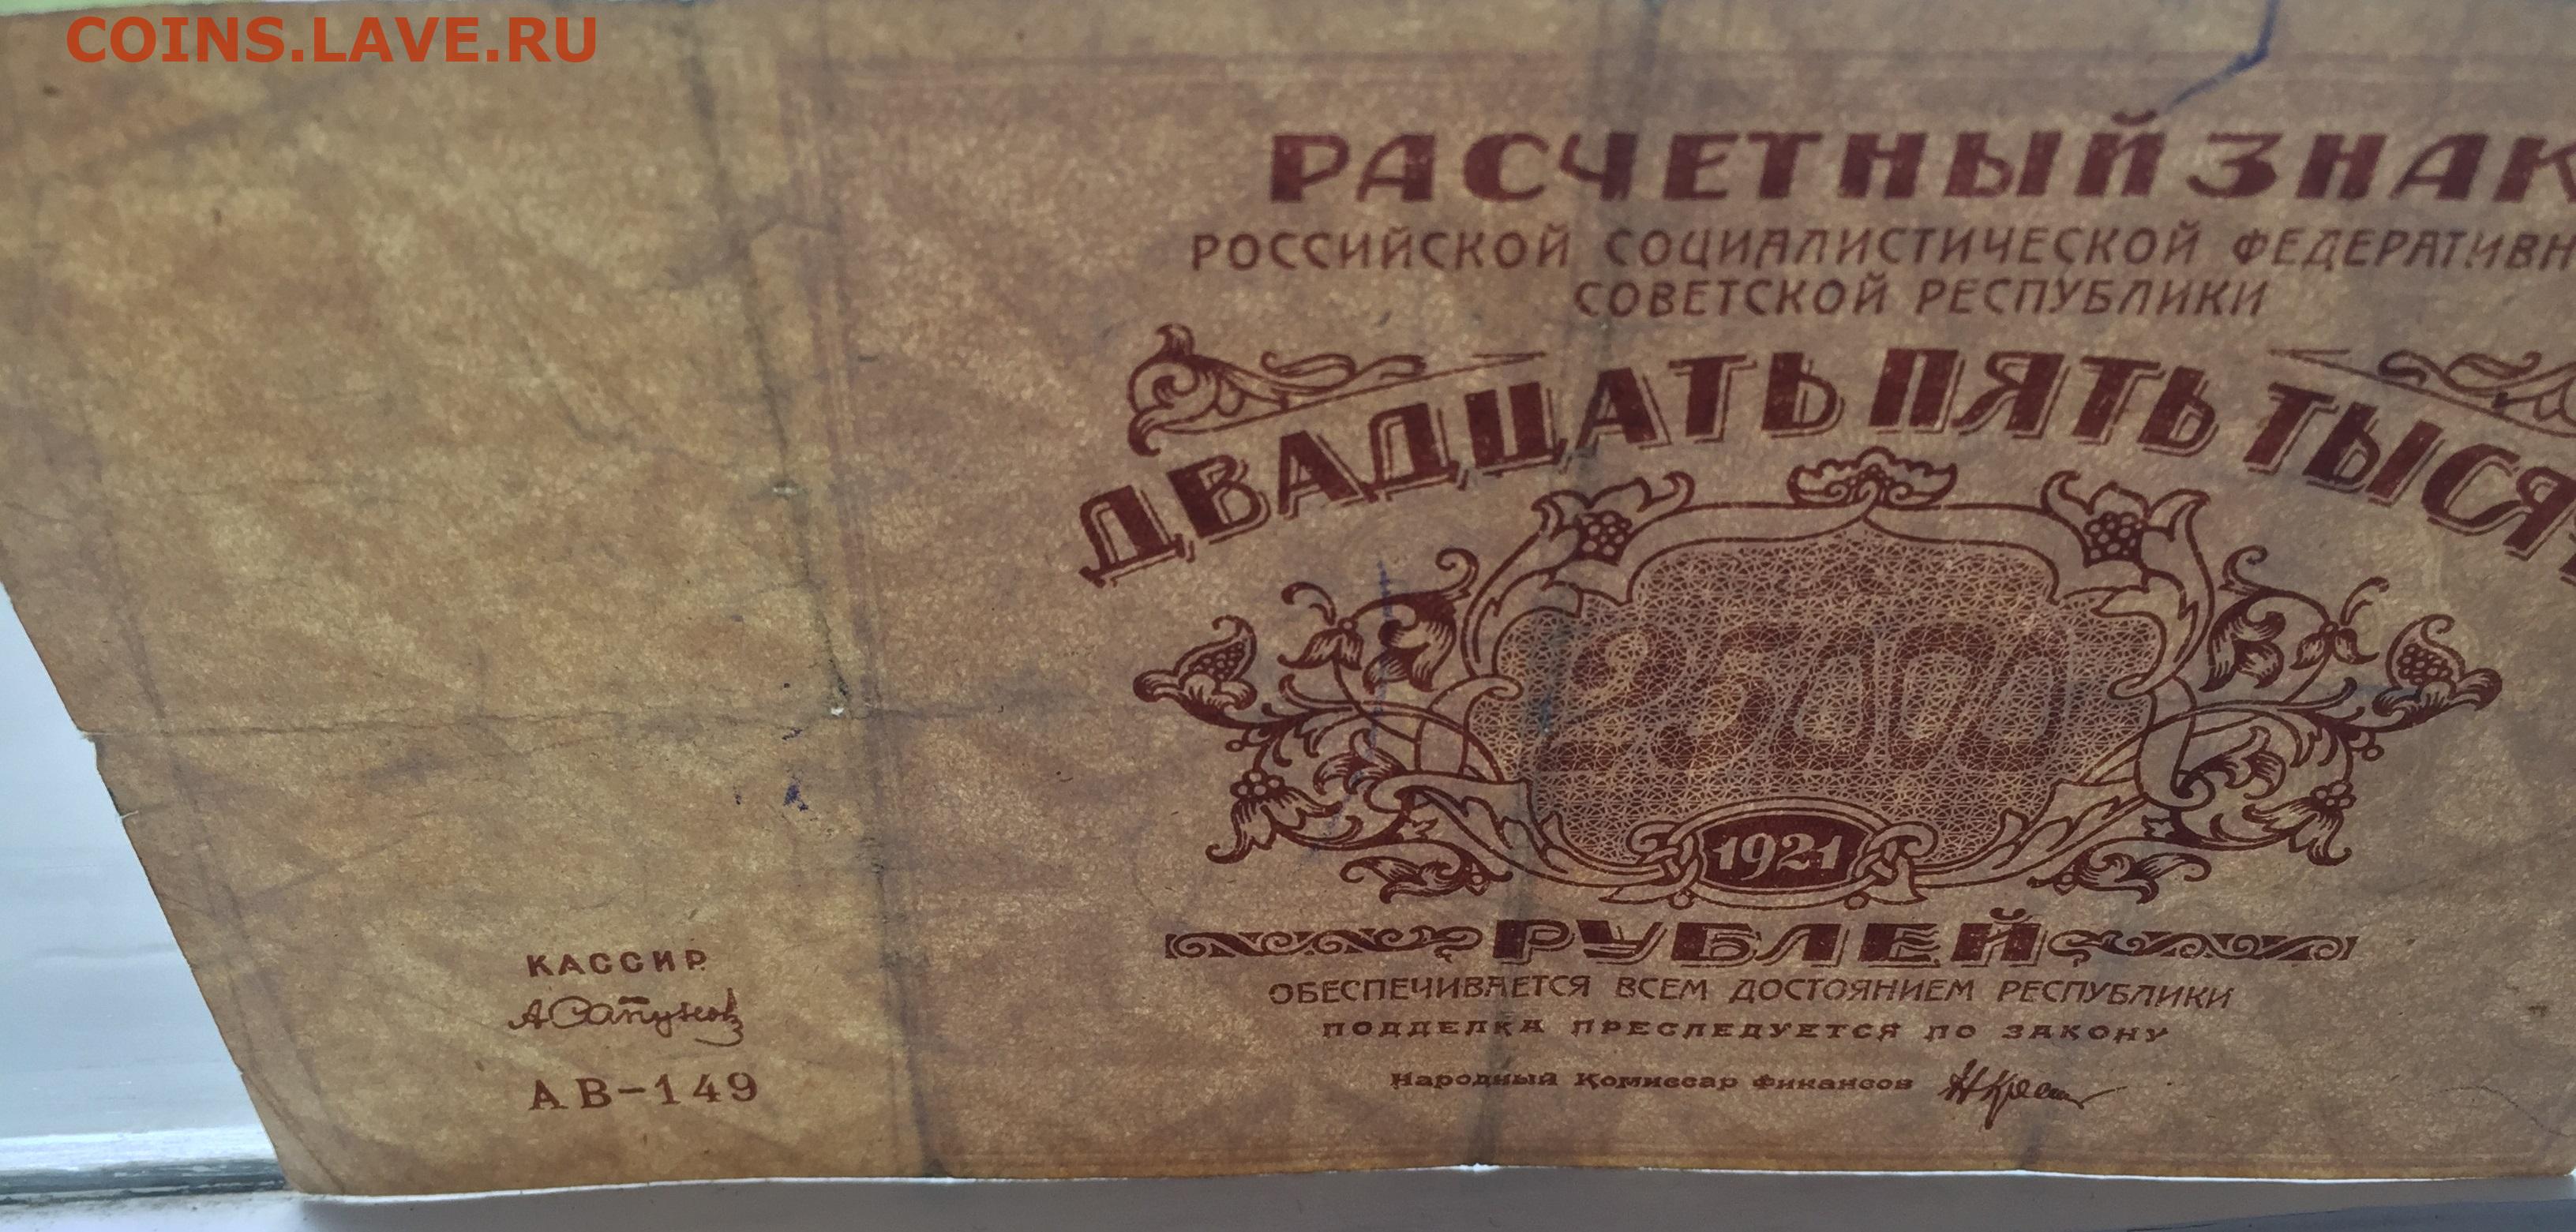 COINS.LAVE.RU
РАСЧЕТНЫЙ ЗНАК
РОССИЙСКОЙ СОЦИАЛИСТИЧЕСКОЙ ФЕДЕРАТИВН
СОВЕТСКОЙ РЕСПУБЛИКИ
ДВАДЦАТЬ ПЯТЬ ТЫСЯ
25000
1921
РУБЛЕЙ
ОБЕСПЕЧИВАЕТСЯ ВСЕМ ДОСТОЯНИЕМ РЕСПУБЛИКИ
ПОДДЕЛКА ПРЕСЛЕДУЕТСЯ ПО ЗАКОНУ
Народный Комиссар финансов
КАССИР
АВ-149